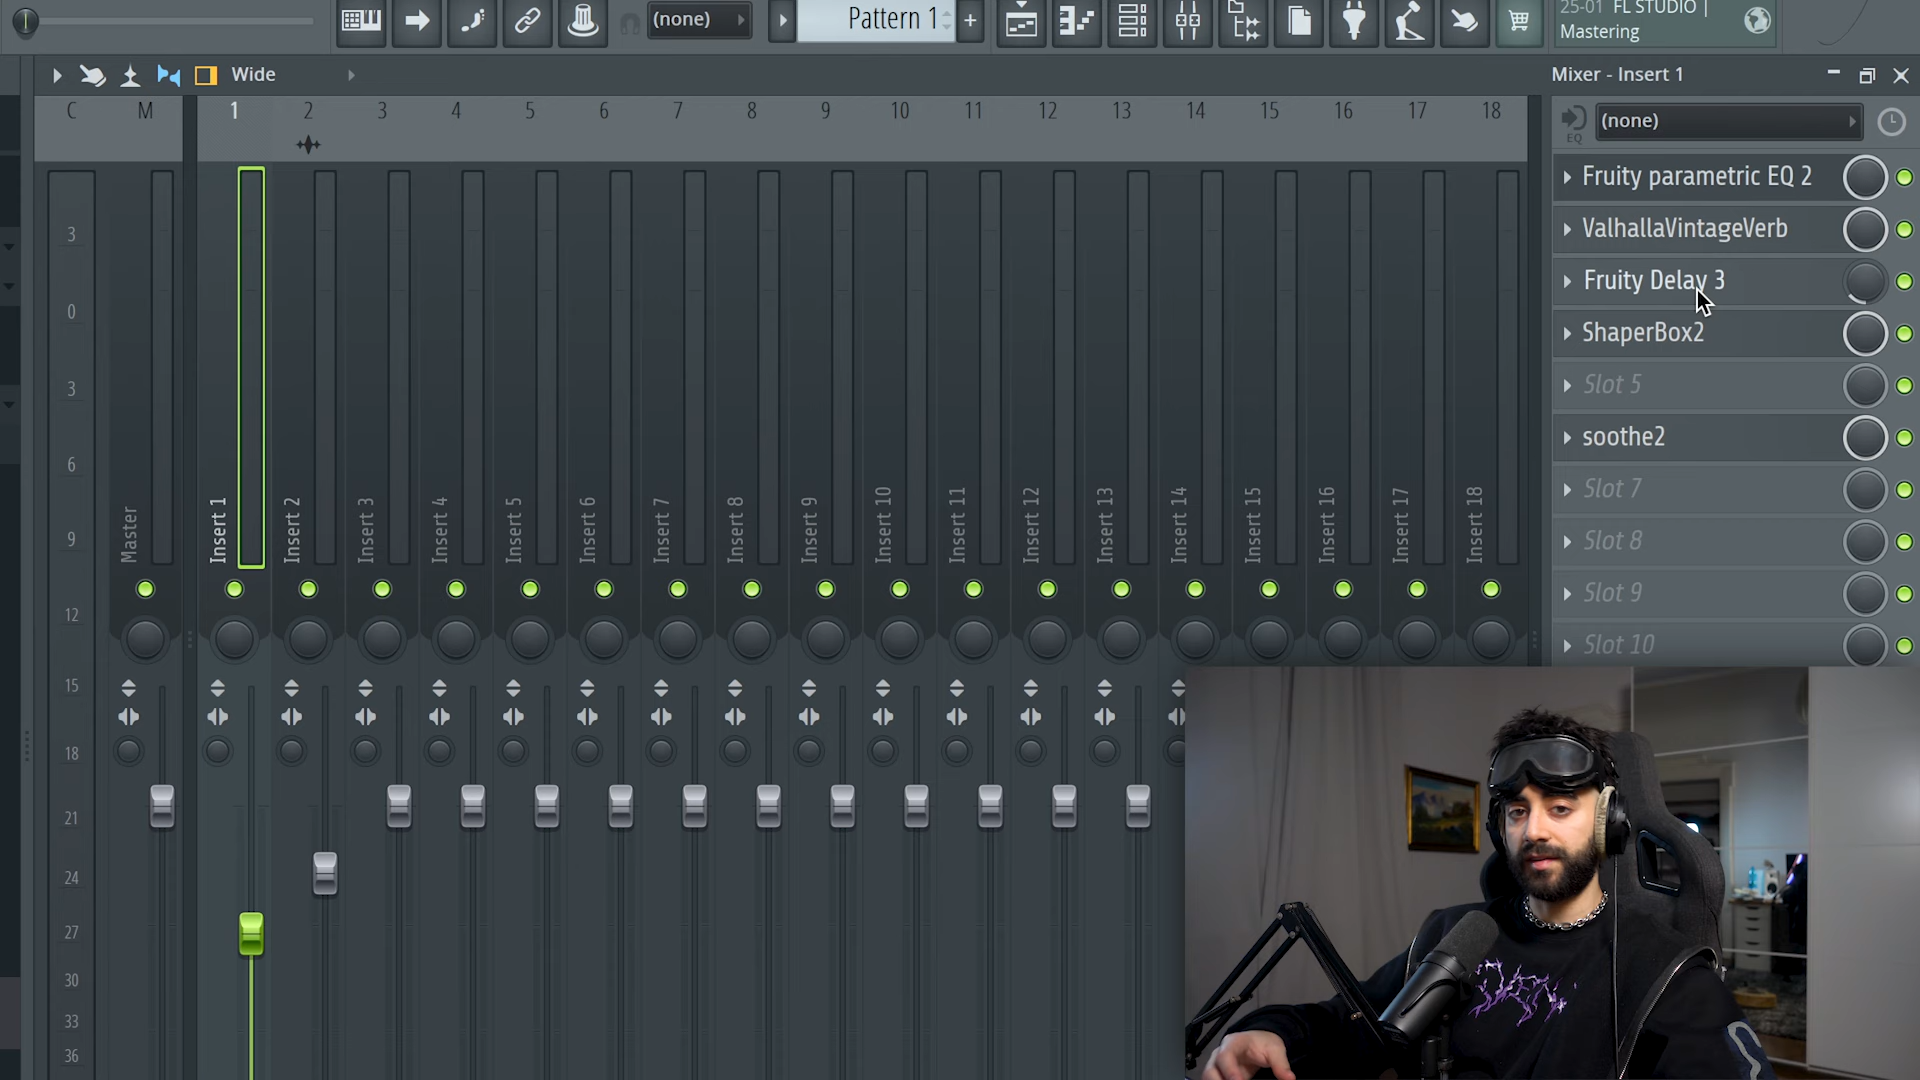 (none)
Pattern 1
+
25-01 FL STUDIO |
Mastering
Wide
Mixer - Insert 1
C M 1 2 3 4 5 6 7 8 9 10 11 12 13 14 15 16 17 18
EQ
(none)
Fruity parametric EQ 2
ValhallaVintageVerb
Fruity Delay 3
ShaperBox2
Slot 5
soothe2
Slot 7
Slot 8
Slot 9
Slot 10
3
0
3
6
9
12
15
18
21
24
27
30
33
36
Master
Insert 1
Insert 2
Insert 3
Insert 4
Insert 5
Insert 6
Insert 7
Insert 8
Insert 9
Insert 10
Insert 11
Insert 12
Insert 13
Insert 14
Insert 15
Insert 16
Insert 17
Insert 18